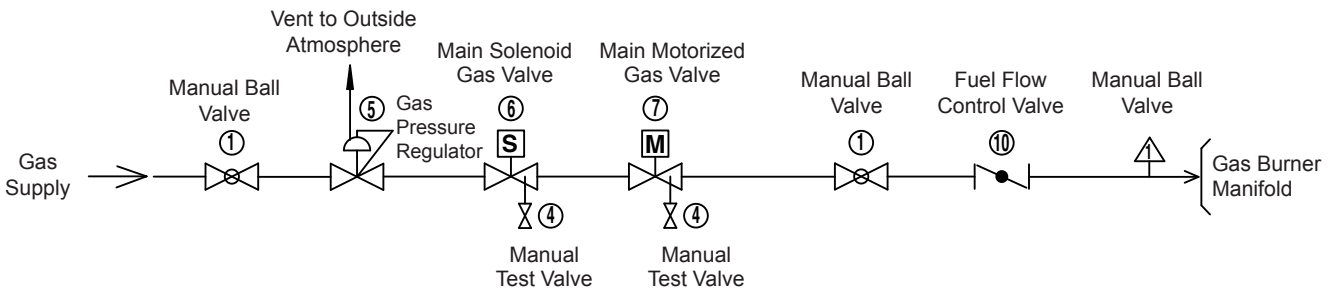 Vent to Outside
Atmosphere
Main Solenoid
Gas Valve
Main Motorized
Gas Valve
Manual Ball
Valve
Gas
Pressure
Regulator
Manual Ball
Valve
Fuel Flow
Control Valve
Manual Ball
Valve
1
5
6
S
7
M
1
10
1
Gas
Supply
Gas Burner
Manifold
4
Manual
Test Valve
4
Manual
Test Valve